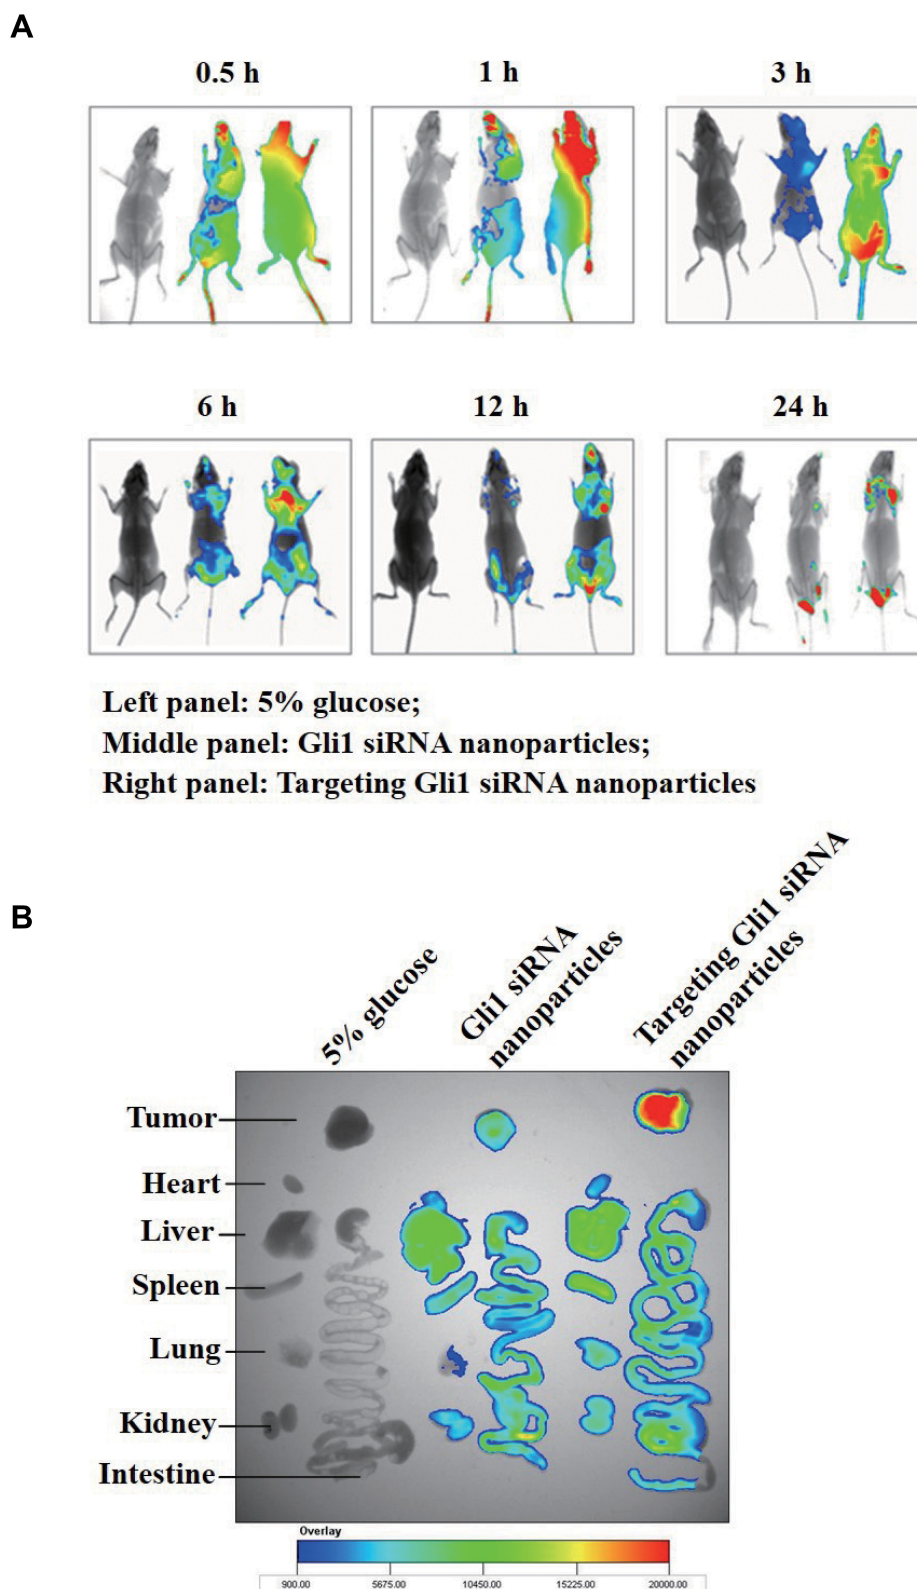 A
0.5 h
1 h
3 h
6 h
12 h
24 h
Left panel: 5% glucose;
Middle panel: Gli1 siRNA nanoparticles;
Right panel: Targeting Gli1 siRNA nanoparticles
B
5% glucose
Gli1 siRNA
nanoparticles
Targeting Gli1 siRNA
nanoparticles
Tumor
Heart
Liver
Spleen
Lung
Kidney
Intestine
Overlay
900.00 5675.00 10450.00 15225.00 20000.00